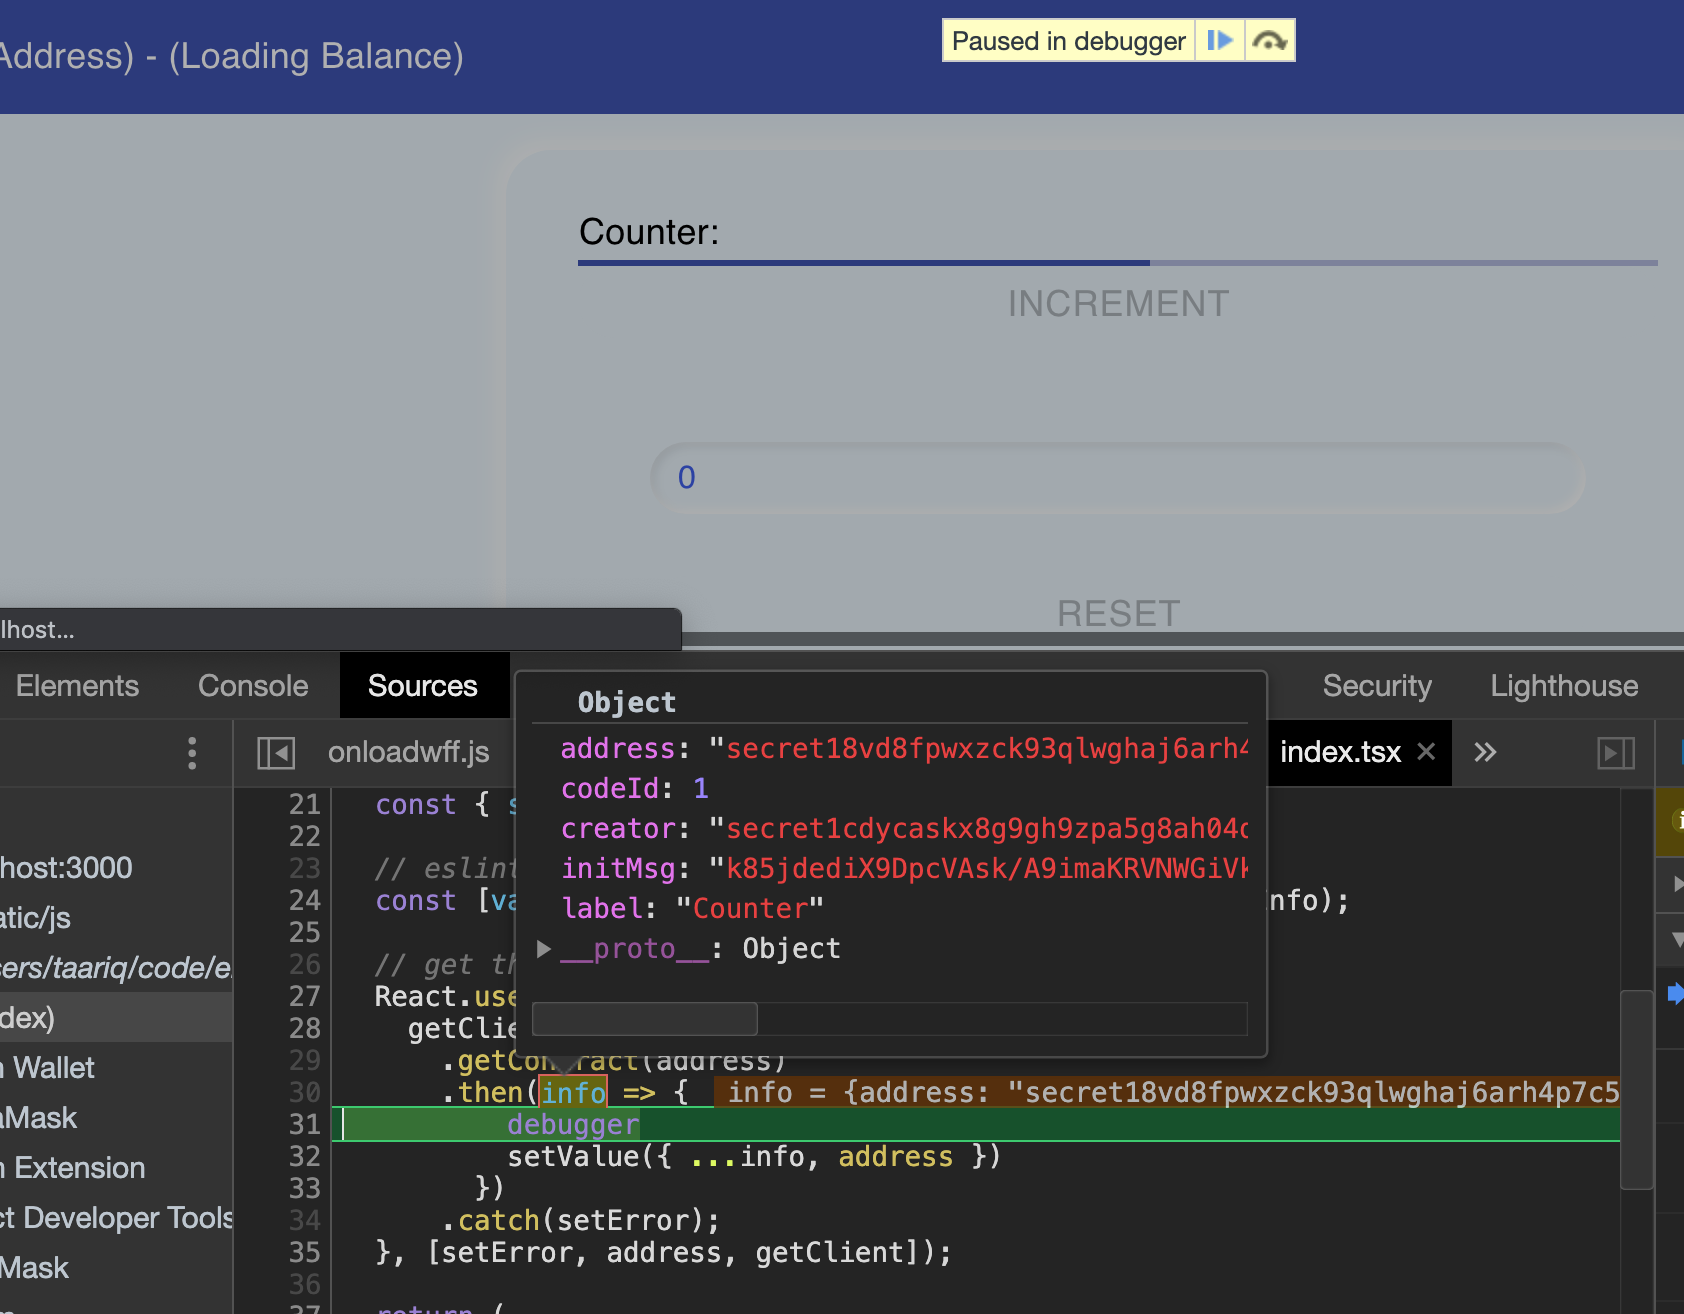 Address) - (Loading Balance)
Paused in debugger
Counter:
INCREMENT
0
RESET
lhost...
Elements Console Sources Security Lighthouse
onloadwff.js index.tsx
Object
address: "secret18vd8fpwxzck93qlwghaj6arh4
codeId: 1
creator: "secret1cdycaskx8g9gh9zpa5g8ah04
initMsg: "k85jdediX9DpcVAsk/A9imaKRVNWGiVk
label: "Counter"
__proto__: Object
host:3000
atic/js
ers/taariq/code/e
dex)
n Wallet
aMask
n Extension
ct Developer Tools
Mask
21 const { s
22
23 // eslint
24 const [va nfo);
25
26 // get th
27 React.use
28 getClie
29 .getContract(address)
30 .then(info => { info = {address: "secret18vd8fpwxzck93qlwghaj6arh4p7c5
31 debugger
32 setValue({ ...info, address })
33 })
34 .catch(setError);
35 }, [setError, address, getClient]);
36
37 return (